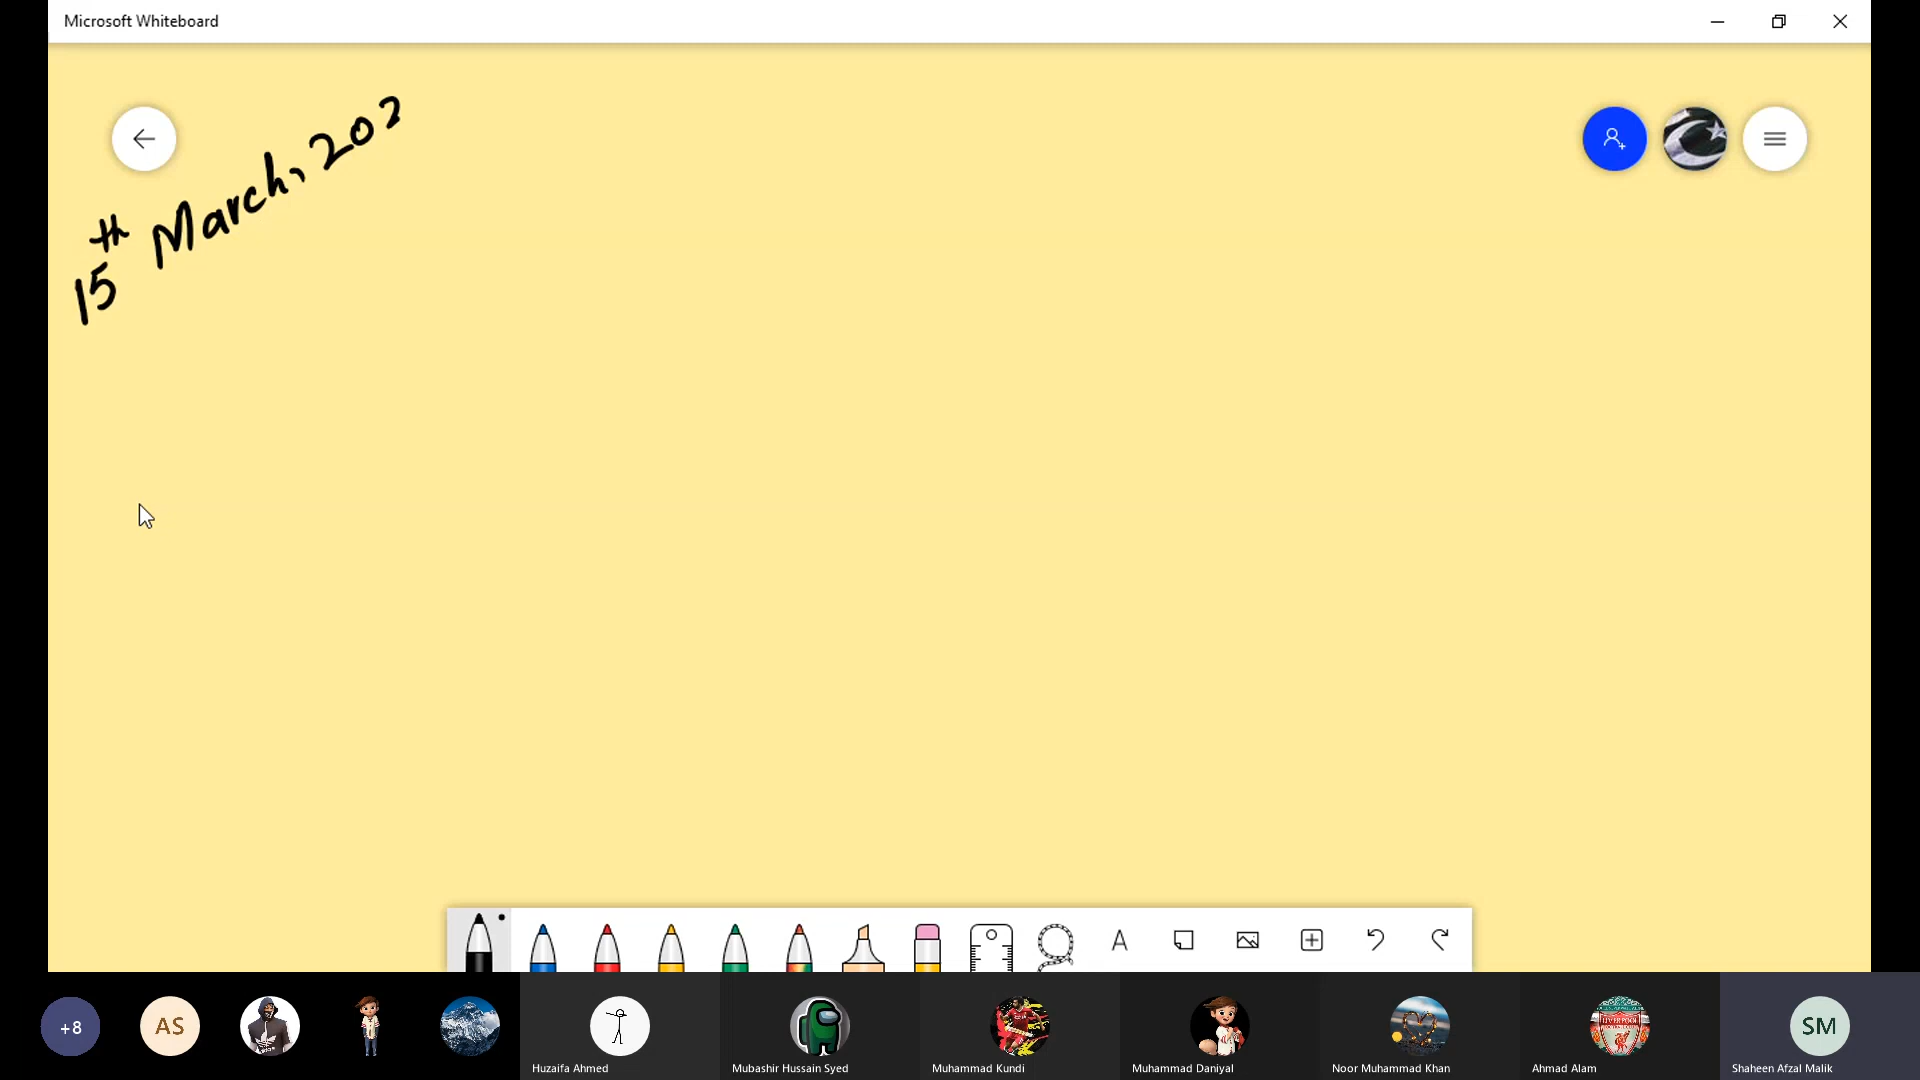 Microsoft Whiteboard
15th March, 202
A
+8
AS
SM
Huzaifa Ahmed
Mubashir Hussain Syed
Muhammad Kundi
Muhammad Daniyal
Noor Muhammad Khan
Ahmad Alam
Shaheen Afzal Malik
LIVERPOOL